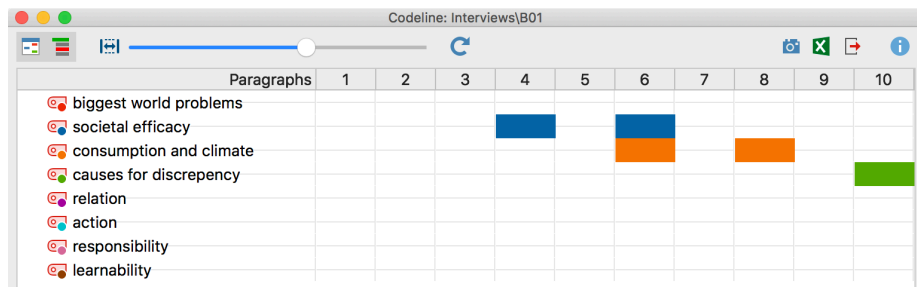 Codeline: Interviews\B01
Paragraphs 1 2 3 4 5 6 7 8 9 10
biggest world problems
societal efficacy
consumption and climate
causes for discrepency
relation
action
responsibility
learnability